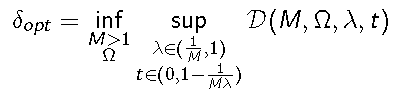 δ_opt = inf_{M>1, Ω} sup_{λ∈(1/M,1), t∈(0,1−1/(Mλ))} 𝒟(M, Ω, λ, t)